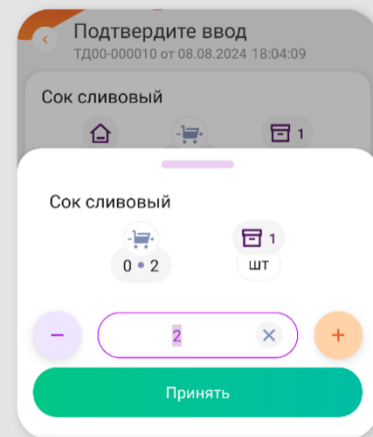 Подтвердите ввод
ТД00-000010 от 08.08.2024 18:04:09
Сок сливовый
1
Сок сливовый
1
0 • 2
шт
2
Принять